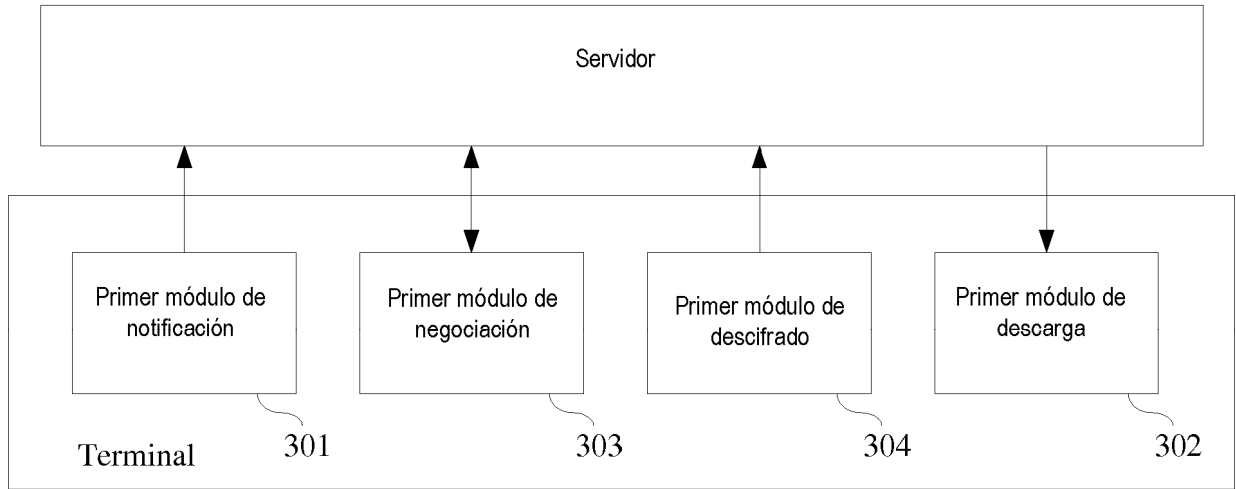 Servidor
Primer módulo de
notificación
Primer módulo de
negociación
Primer módulo de
descifrado
Primer módulo de
descarga
301
303
304
302
Terminal